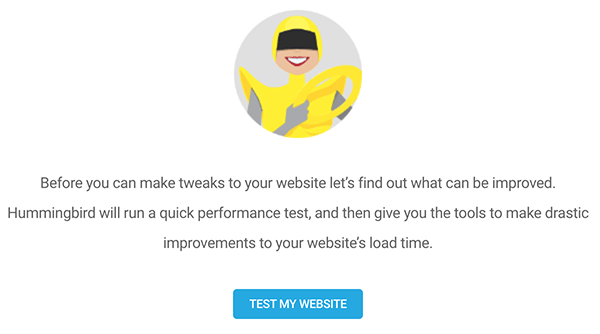 Before you can make tweaks to your website let’s find out what can be improved.
Hummingbird will run a quick performance test, and then give you the tools to make drastic
improvements to your website’s load time.
TEST MY WEBSITE